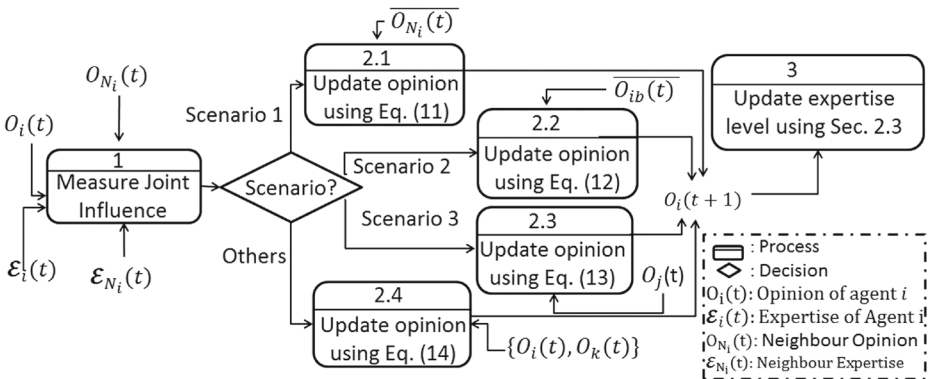 O_{N_i}(t)
O_i(t)
1
Measure Joint
Influence
ℰ_i(t)
ℰ_{N_i}(t)
Scenario?
Scenario 1
Scenario 2
Scenario 3
Others
\overline{O_{N_i}(t)}
2.1
Update opinion
using Eq. (11)
\overline{O_{ib}(t)}
2.2
Update opinion
using Eq. (12)
2.3
Update opinion
using Eq. (13)
O_j(t)
2.4
Update opinion
using Eq. (14)
{O_i(t), O_k(t)}
O_i(t + 1)
3
Update expertise
level using Sec. 2.3
: Process
: Decision
O_i(t): Opinion of agent i
ℰ_i(t): Expertise of Agent i
O_{N_i}(t): Neighbour Opinion
ℰ_{N_i}(t): Neighbour Expertise